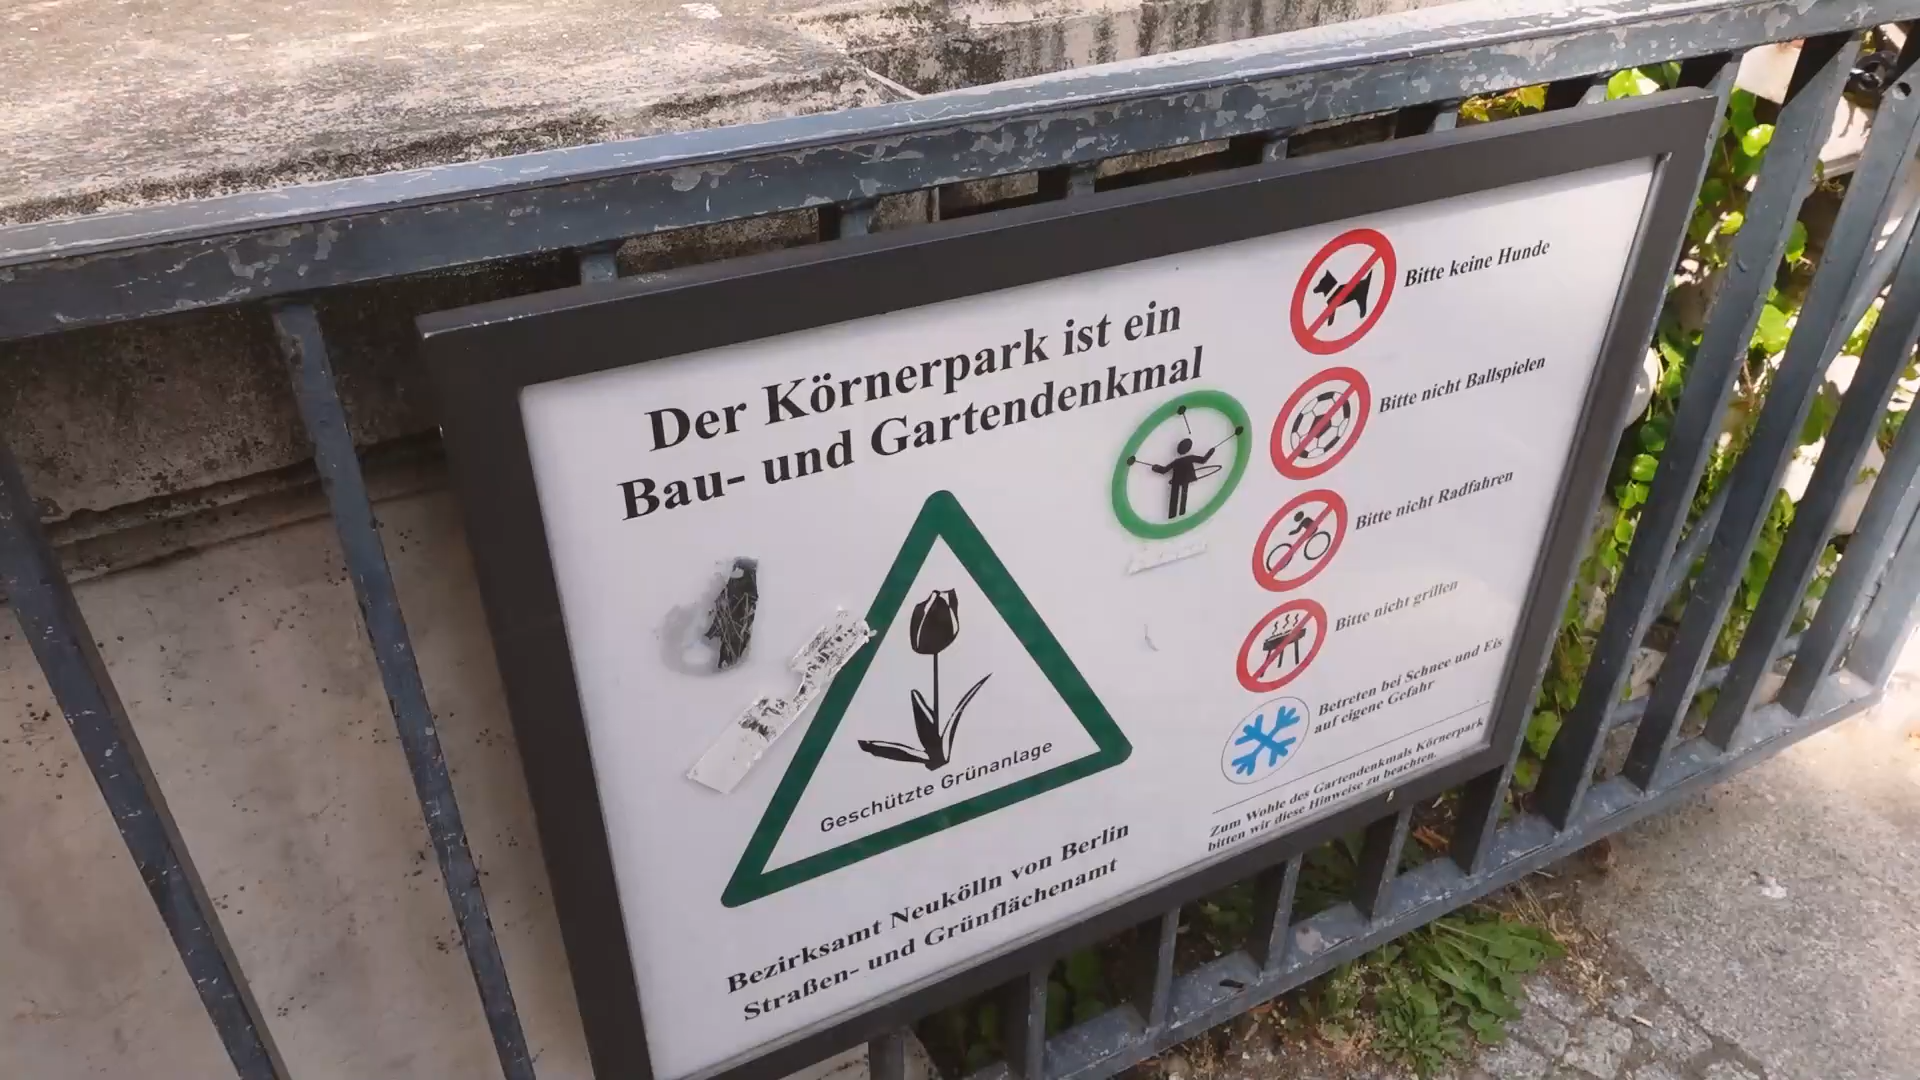 Der Körnerpark ist ein
Bau- und Gartendenkmal
Geschützte Grünanlage
Bezirksamt Neukölln von Berlin
Straßen- und Grünflächenamt
Bitte keine Hunde
Bitte nicht Ballspielen
Bitte nicht Radfahren
Bitte nicht grillen
Betreten bei Schnee und Eis
auf eigene Gefahr
Zum Wohle des Gartendenkmals Körnerpark
bitten wir diese Hinweise zu beachten.